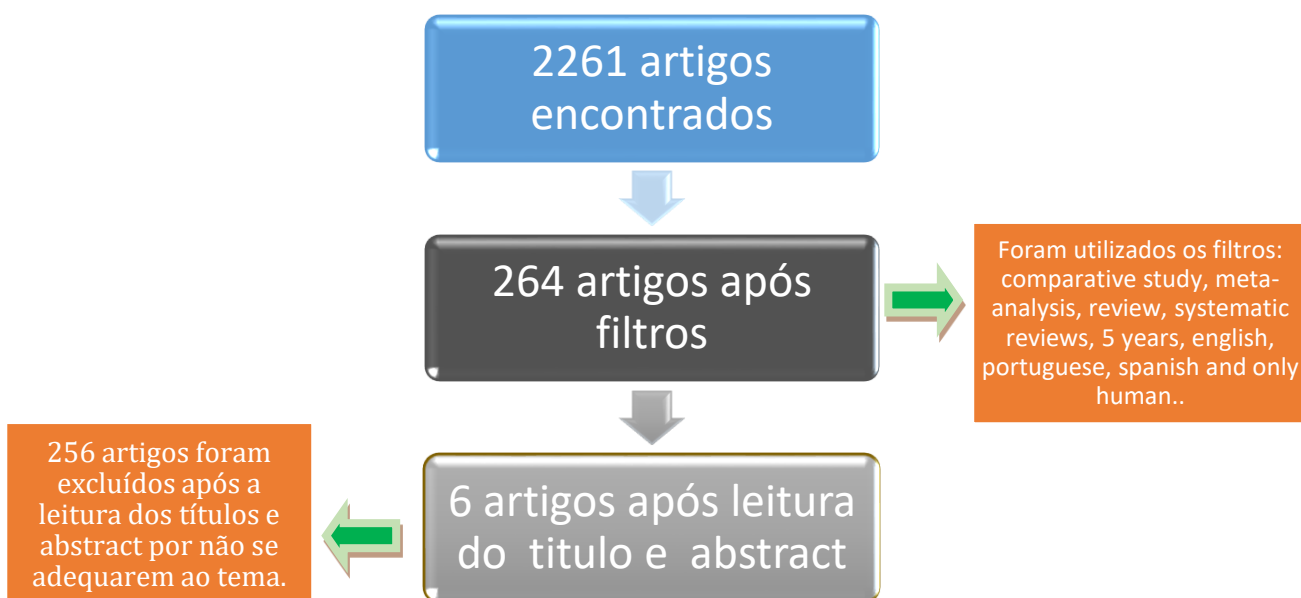 2261 artigos
encontrados
264 artigos após
filtros
Foram utilizados os filtros:
comparative study, meta-
analysis, review, systematic
reviews, 5 years, english,
portuguese, spanish and only
human..
256 artigos foram
excluídos após a
leitura dos títulos e
abstract por não se
adequarem ao tema.
6 artigos após leitura
do titulo e abstract